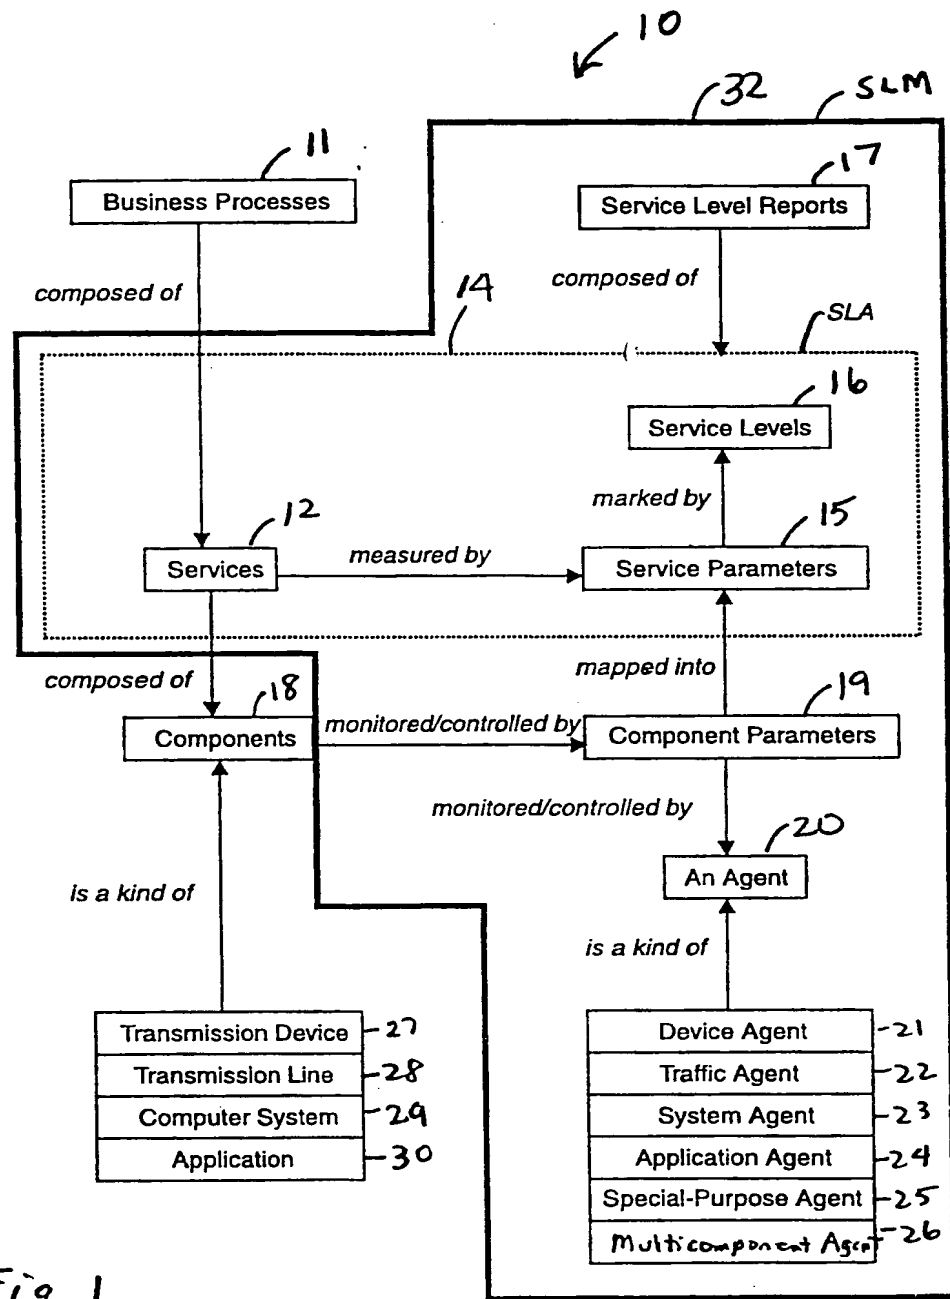 10
32
SLM
11
17
Business Processes
Service Level Reports
composed of
14
composed of
SLA
16
Service Levels
marked by
12
15
Services
measured by
Service Parameters
composed of
mapped into
18
19
Components
monitored/controlled by
Component Parameters
monitored/controlled by
20
An Agent
is a kind of
is a kind of
Transmission Device
27
Device Agent
21
Transmission Line
28
Traffic Agent
22
Computer System
29
System Agent
23
Application
30
Application Agent
24
Special-Purpose Agent
25
Multicomponent Agent
26
Fig. 1